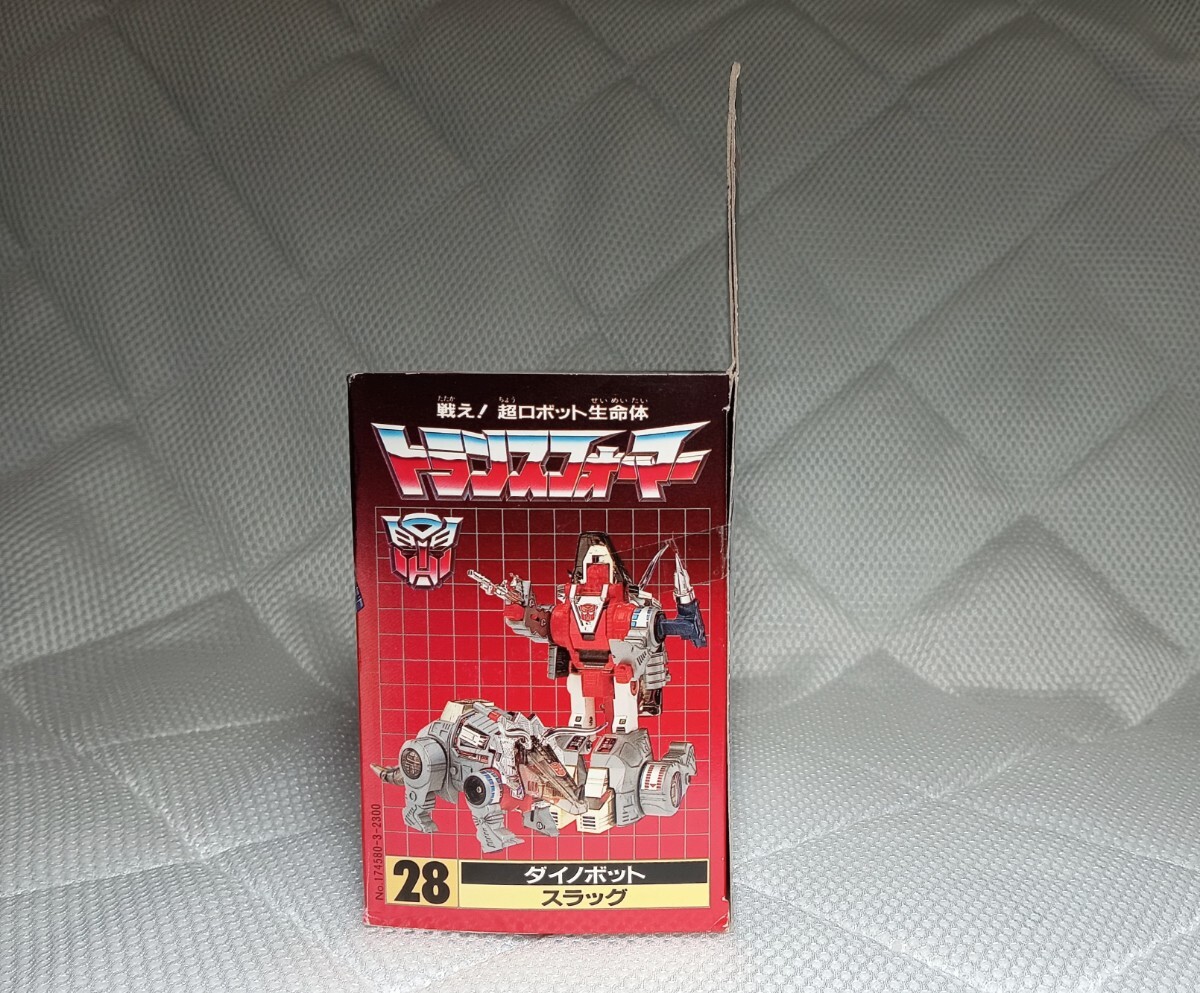 たたか ちょう せいめいたい
戦え! 超ロボット生命体
トランスフォーマー
No.174580-3-2300
28
ダイノボット
スラッグ